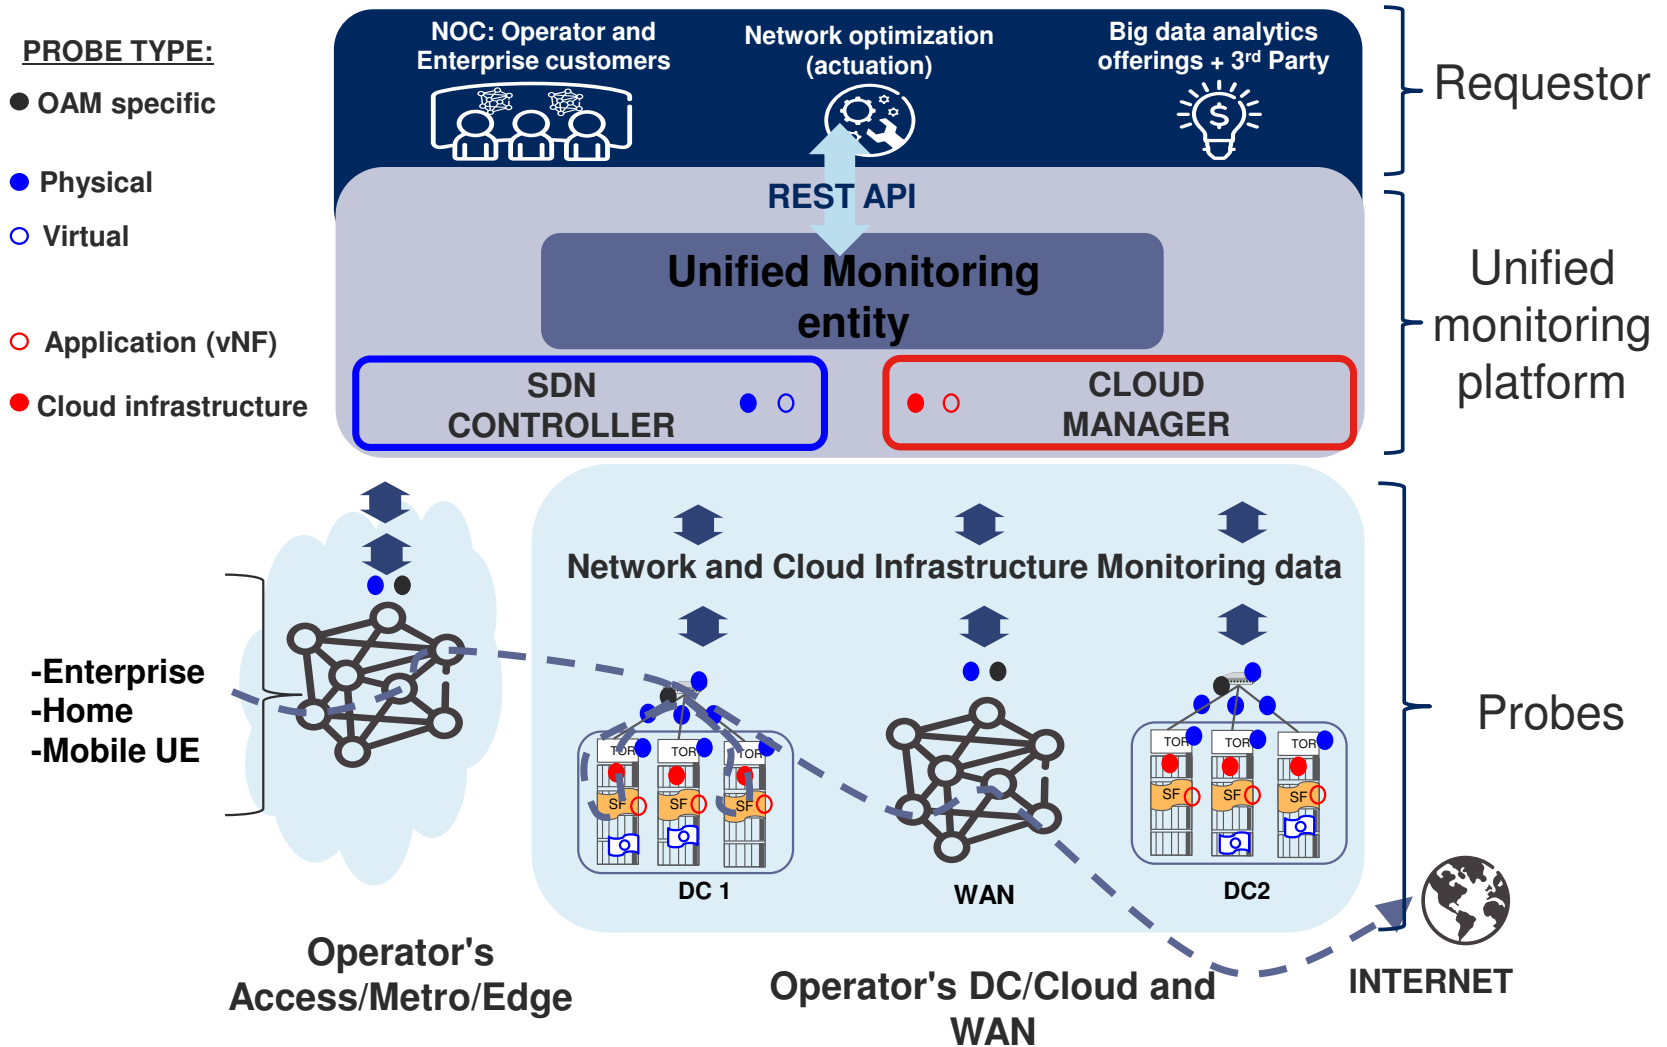 PROBE TYPE:
OAM specific
Physical
Virtual
Application (vNF)
Cloud infrastructure
NOC: Operator and
Enterprise customers
Network optimization
(actuation)
Big data analytics
offerings + 3rd Party
$
REST API
Unified Monitoring
entity
SDN
CONTROLLER
CLOUD
MANAGER
Requestor
Unified
monitoring
platform
Network and Cloud Infrastructure Monitoring data
-Enterprise
-Home
-Mobile UE
Probes
TOR
TOR
TOR
SF
SF
SF
DC 1
WAN
TOR
TOR
TOR
SF
SF
SF
DC2
Operator's
Access/Metro/Edge
Operator's DC/Cloud and
WAN
INTERNET